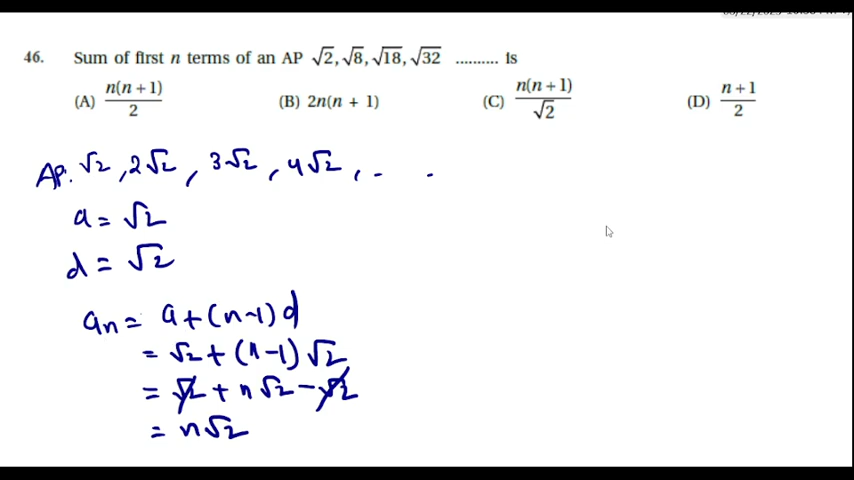 46. Sum of first n terms of an AP √2, √8, √18, √32 .......... is
(A) n(n + 1)/2 (B) 2n(n + 1) (C) n(n + 1)/√2 (D) n + 1/2
AP: √2, 2√2, 3√2, 4√2, - -
a = √2
d = √2
an = a+(n-1)d
= √2 + (n-1) √2
= √2 + n√2 - √2
= n√2